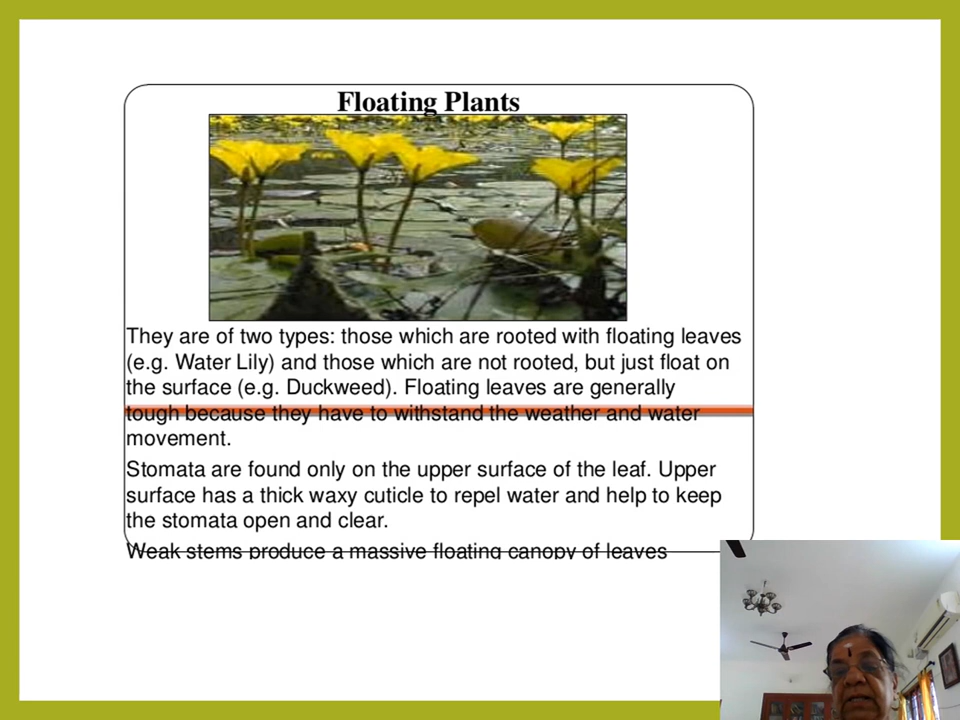 Floating Plants
They are of two types: those which are rooted with floating leaves
(e.g. Water Lily) and those which are not rooted, but just float on
the surface (e.g. Duckweed). Floating leaves are generally
tough because they have to withstand the weather and water
movement.
Stomata are found only on the upper surface of the leaf. Upper
surface has a thick waxy cuticle to repel water and help to keep
the stomata open and clear.
Weak stems produce a massive floating canopy of leaves